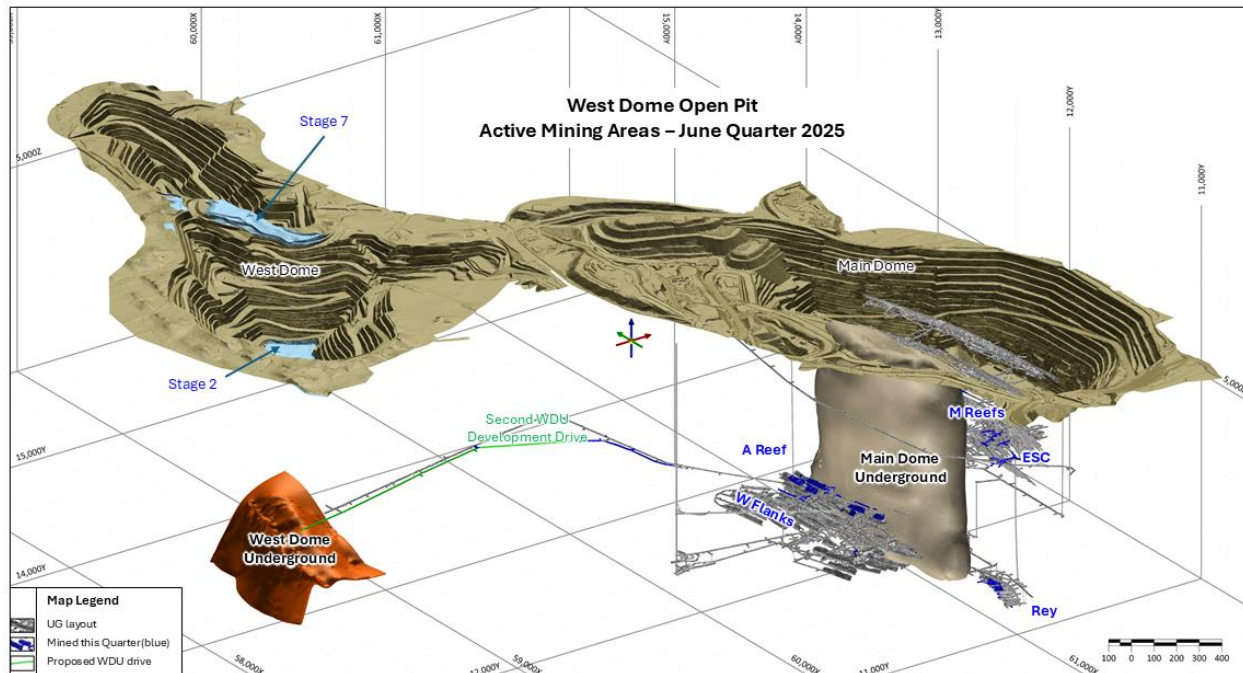 60,000X
61,000X
15,000Y
14,000Y
13,000Y
12,000Y
11,000Y
West Dome Open Pit
Active Mining Areas – June Quarter 2025
Stage 7
5,000Z
West Dome
Main Dome
Stage 2
Second WDU
Development Drive
M Reefs
A Reef
ESC
Main Dome
Underground
W Flanks
15,000Y
West Dome
Underground
14,000Y
Rey
Map Legend
UG layout
Mined this Quarter(blue)
Proposed WDU drive
58,000X
12,000Y
59,000X
60,000X
11,000Y
61,000X
100 0 100 200 300 400